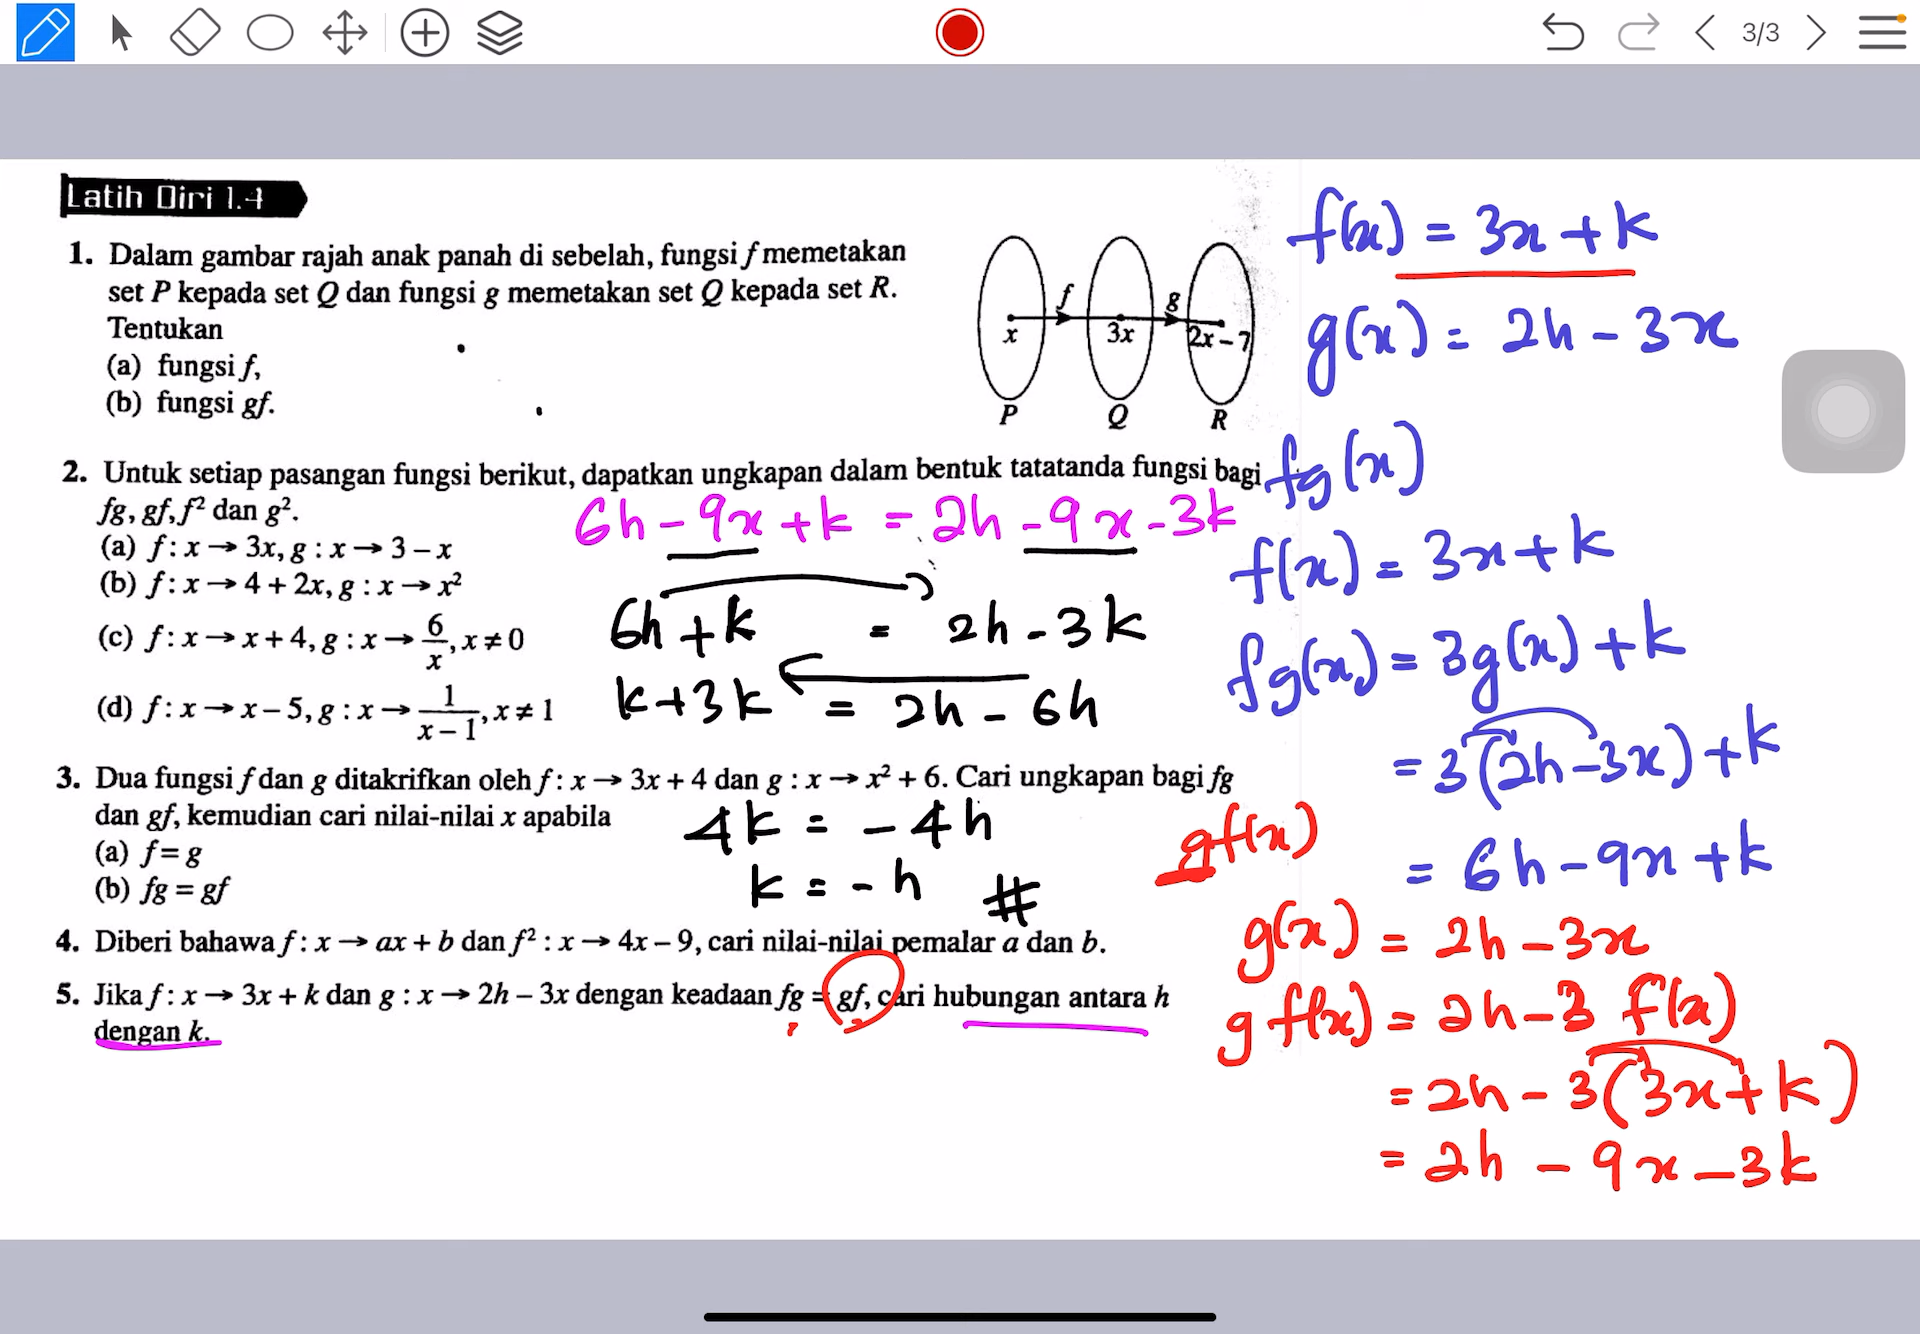 3/3
Latih Diri 1.4
1. Dalam gambar rajah anak panah di sebelah, fungsi f memetakan
set P kepada set Q dan fungsi g memetakan set Q kepada set R.
Tentukan
(a) fungsi f,
(b) fungsi gf.
f g
x 3x 2x – 7
P Q R
2. Untuk setiap pasangan fungsi berikut, dapatkan ungkapan dalam bentuk tatatanda fungsi bagi
fg, gf, f² dan g².
(a) f : x → 3x, g : x → 3 – x
(b) f : x → 4 + 2x, g : x → x²
(c) f : x → x + 4, g : x → 6/x, x ≠ 0
(d) f : x → x – 5, g : x → 1/(x – 1), x ≠ 1
3. Dua fungsi f dan g ditakrifkan oleh f : x → 3x + 4 dan g : x → x² + 6. Cari ungkapan bagi fg
dan gf, kemudian cari nilai-nilai x apabila
(a) f = g
(b) fg = gf
4. Diberi bahawa f : x → ax + b dan f² : x → 4x – 9, cari nilai-nilai pemalar a dan b.
5. Jika f : x → 3x + k dan g : x → 2h – 3x dengan keadaan fg = gf, cari hubungan antara h
dengan k.
6h - 9x + k = 2h - 9x - 3k
6h + k = 2h - 3k
k + 3k = 2h - 6h
4k = - 4h
k = - h #
f(x) = 3x + k
g(x) = 2h - 3x
fg(x)
f(x) = 3x + k
fg(x) = 3g(x) + k
= 3(2h - 3x) + k
= 6h - 9x + k
gf(x)
g(x) = 2h - 3x
gf(x) = 2h - 3 f(x)
= 2h - 3(3x + k)
= 2h - 9x - 3k